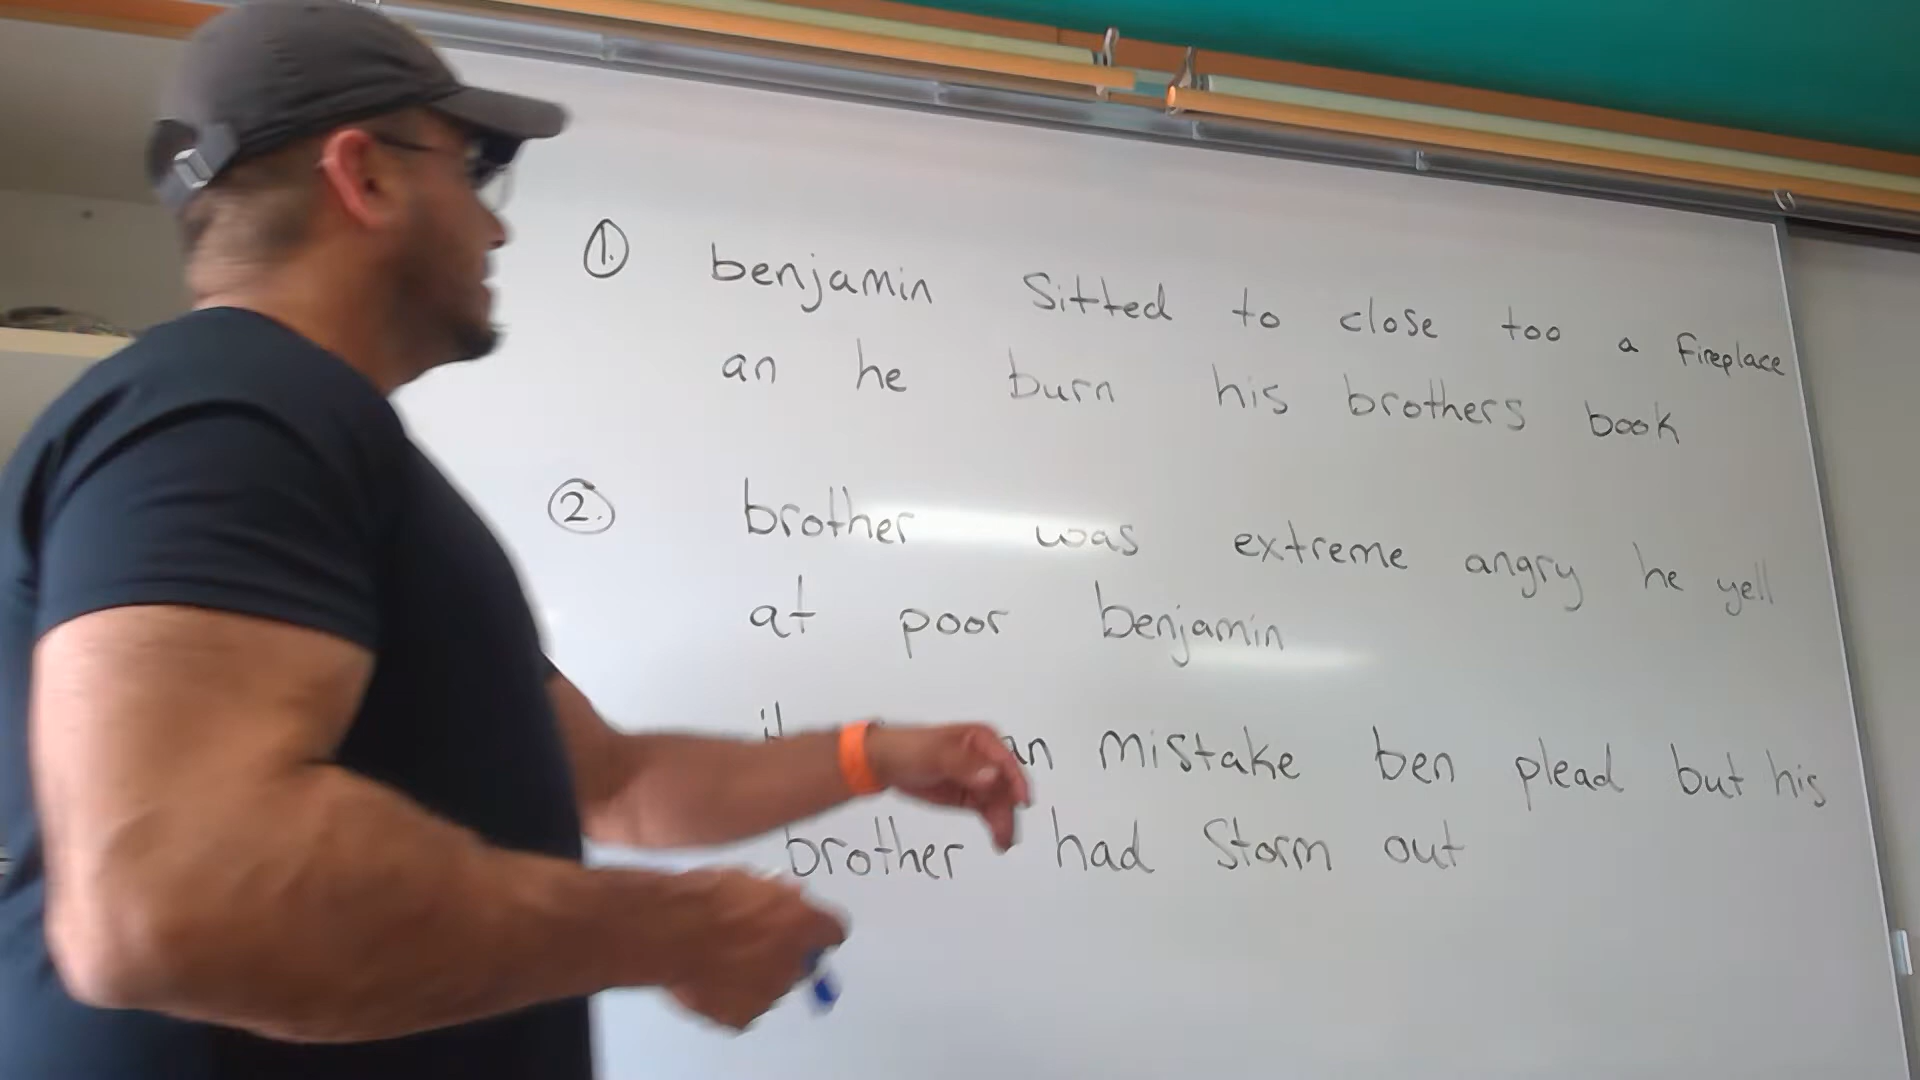 1. benjamin Sitted to close too a fireplace
an he burn his brothers book
2. brother was extreme angry he yell
at poor benjamin
an mistake ben plead but his
brother had storm out